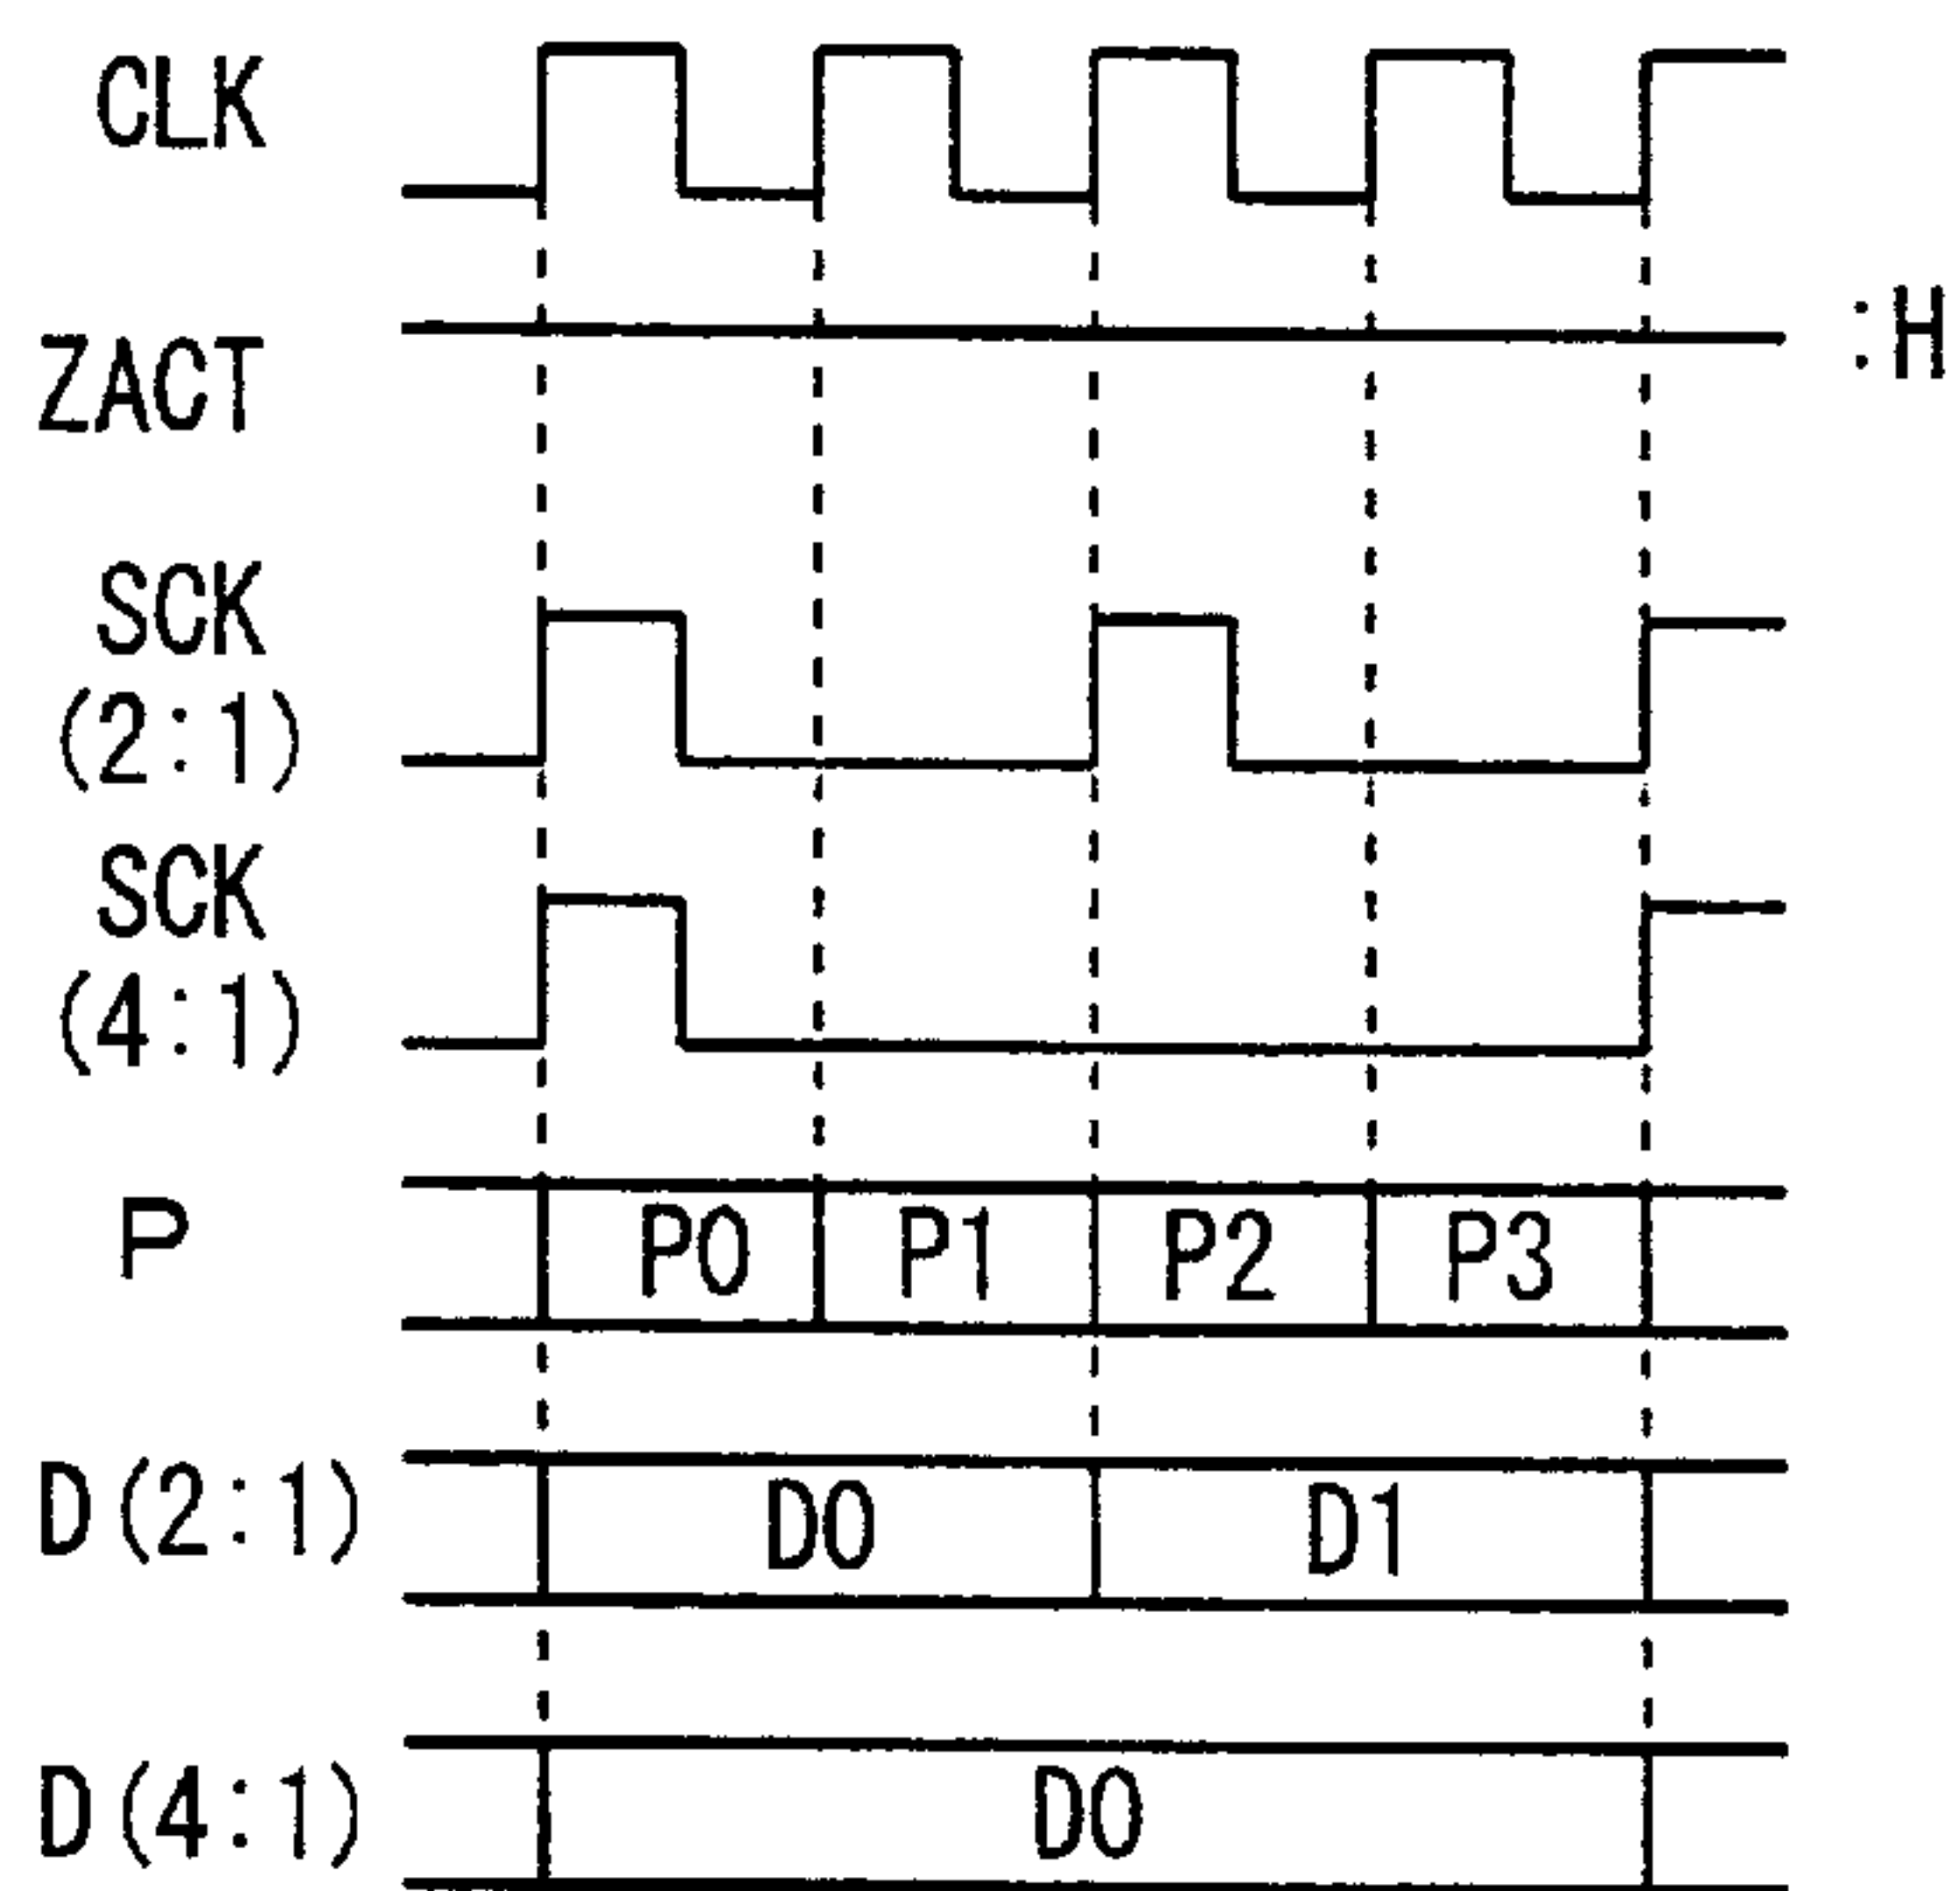 CLK
ZACT
:H
SCK
(2:1)
SCK
(4:1)
P
P0
P1
P2
P3
D(2:1)
D0
D1
D(4:1)
D0